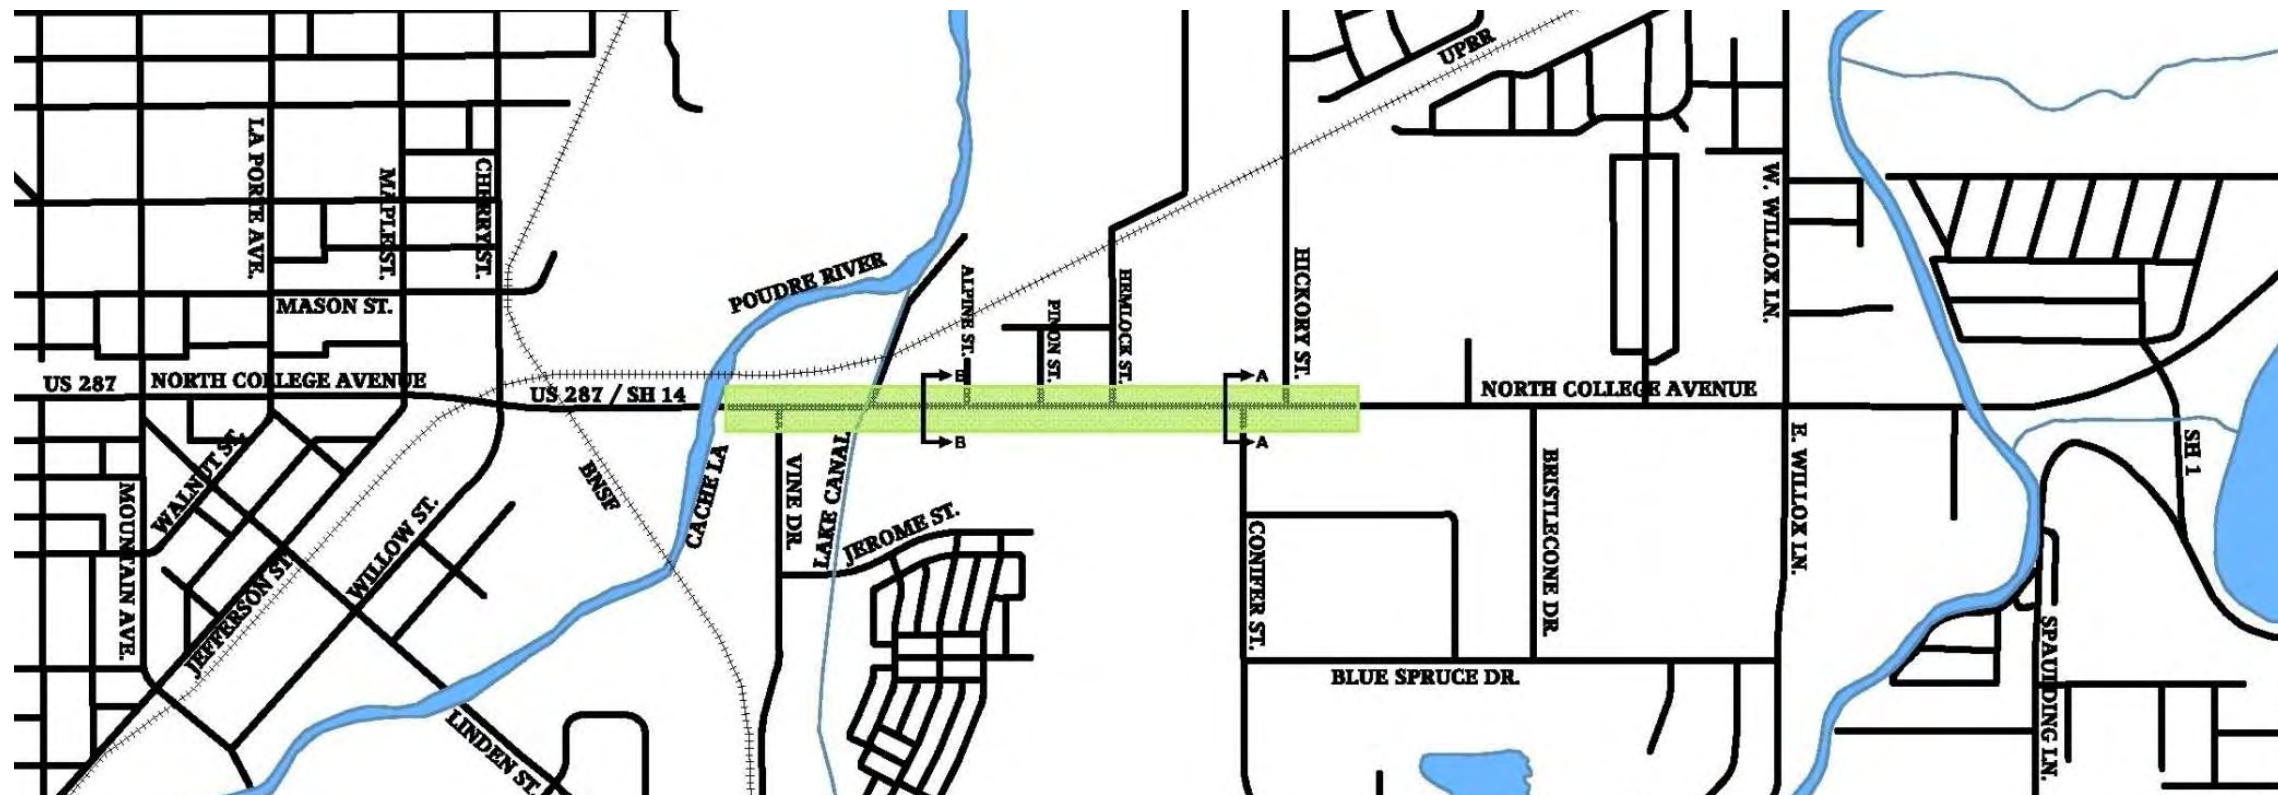 UPRR
LA PORTE AVE.
MAPLE ST.
CHERRY ST.
W. WILLOX LN.
POUDRE RIVER
ALPINE ST.
PINON ST.
HEMLOCK ST.
HICKORY ST.
MASON ST.
US 287
NORTH COLLEGE AVENUE
US 287 / SH 14
B
A
NORTH COLLEGE AVENUE
B
A
WALNUT ST.
MOUNTAIN AVE.
JEFFERSON ST.
WILLOW ST.
BNSF
CACHE LA
VINE DR.
LAKE CANAL
JEROME ST.
CONIFER ST.
BRISTLECONE DR.
E. WILLOX LN.
SH 1
BLUE SPRUCE DR.
SPAULDING LN.
LINDEN ST.